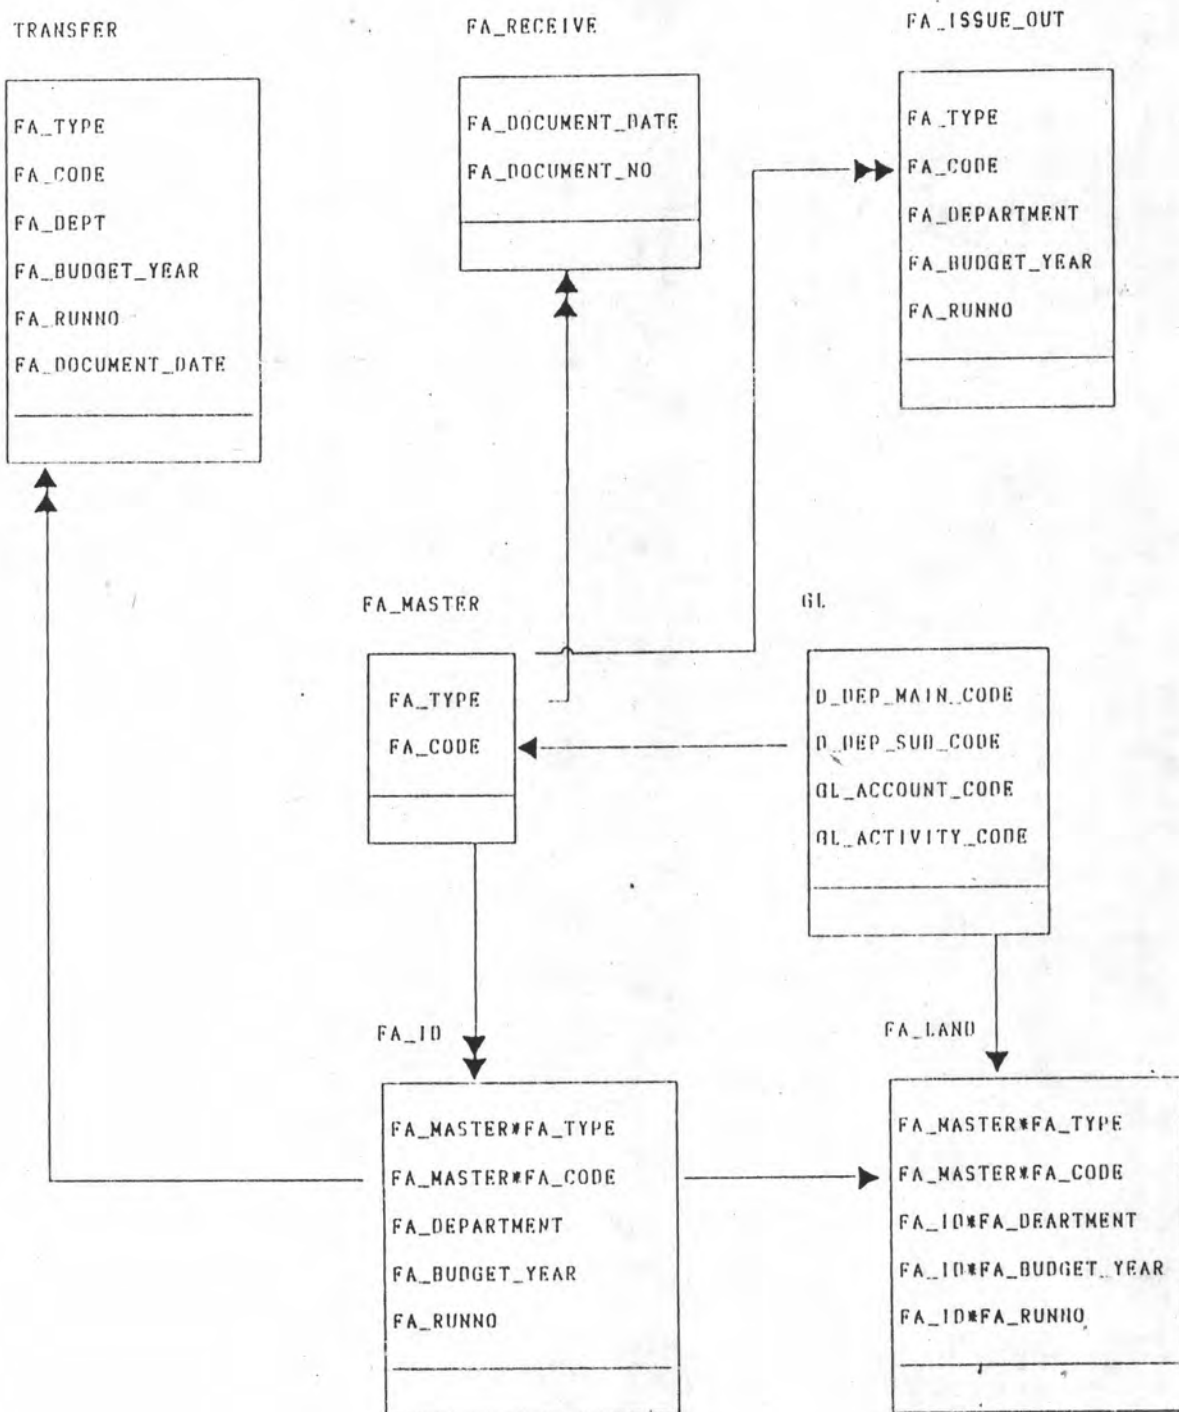 TRANSFER
FA_TYPE
FA_CODE
FA_DEPT
FA_BUDGET_YEAR
FA_RUNNO
FA_DOCUMENT_DATE
FA_RECEIVE
FA_DOCUMENT_DATE
FA_DOCUMENT_NO
FA_ISSUE_OUT
FA_TYPE
FA_CODE
FA_DEPARTMENT
FA_BUDGET_YEAR
FA_RUNNO
FA_MASTER
FA_TYPE
FA_CODE
GL
D_DEP_MAIN_CODE
D_DEP_SUB_CODE
GL_ACCOUNT_CODE
GL_ACTIVITY_CODE
FA_ID
FA_MASTER*FA_TYPE
FA_MASTER*FA_CODE
FA_DEPARTMENT
FA_BUDGET_YEAR
FA_RUNNO
FA_LAND
FA_MASTER*FA_TYPE
FA_MASTER*FA_CODE
FA_ID*FA_DEARTMENT
FA_ID*FA_BUDGET_YEAR
FA_ID*FA_RUNNO